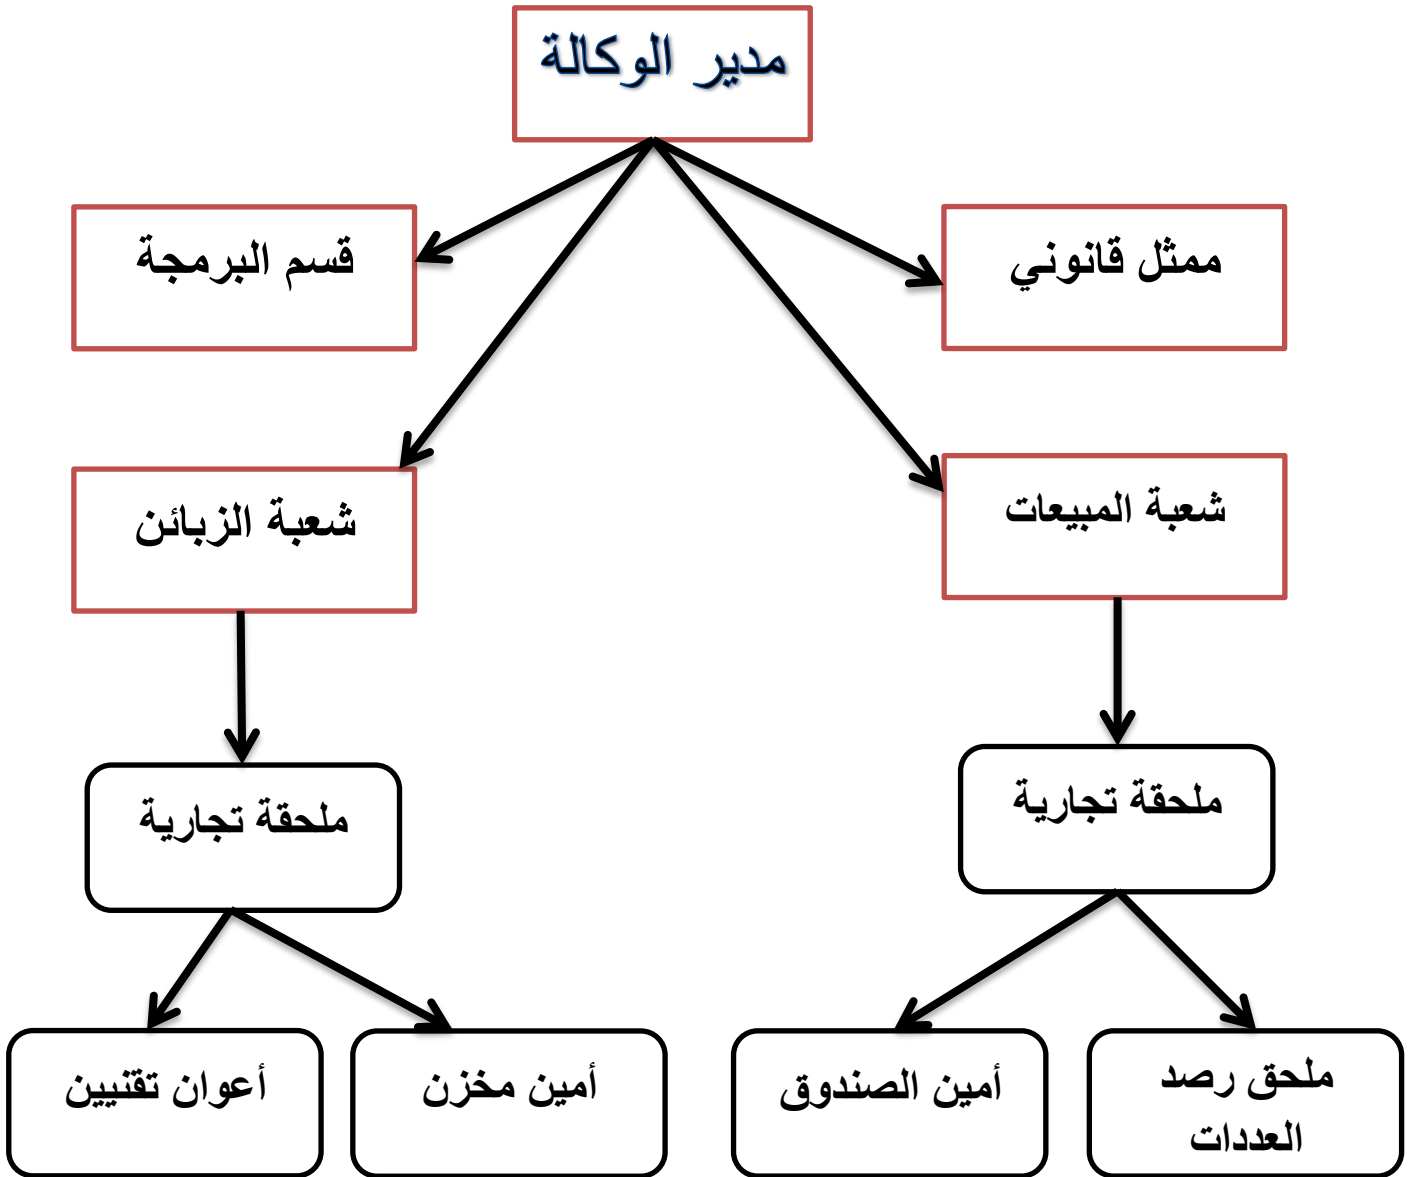 مدير الوكالة
ممثل قانوني
قسم البرمجة
شعبة المبيعات
شعبة الزبائن
ملحقة تجارية
ملحقة تجارية
ملحق رصد
العددات
أمين الصندوق
أمين مخزن
أعوان تقنيين